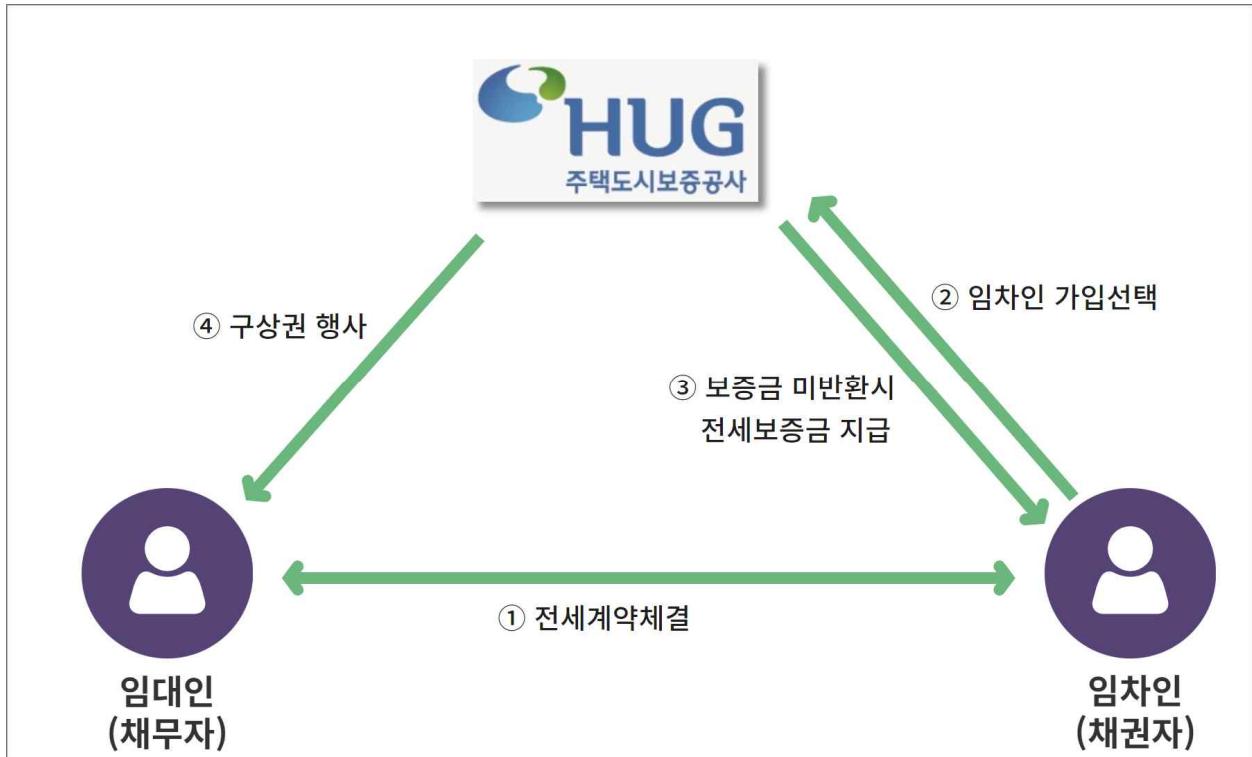 HUG
주택도시보증공사
② 임차인 가입선택
④ 구상권 행사
③ 보증금 미반환시
전세보증금 지급
① 전세계약체결
임대인
(채무자)
임차인
(채권자)